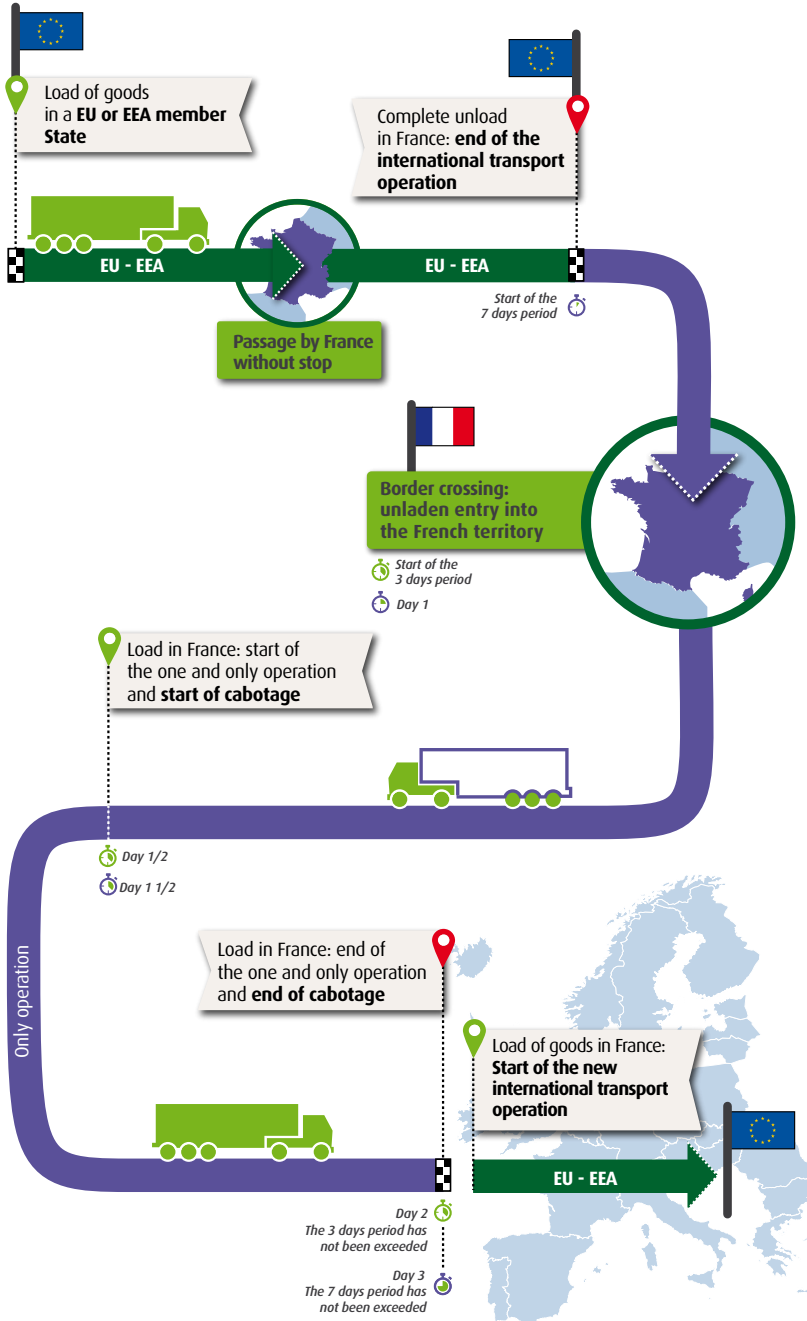 Load of goods
in a EU or EEA member
State
Complete unload
in France: end of the
international transport
operation
EU - EEA
EU - EEA
Passage by France
without stop
Start of the
7 days period
Border crossing:
unladen entry into
the French territory
Start of the
3 days period
Day 1
Load in France: start of
the one and only operation
and start of cabotage
Day 1/2
Day 1 1/2
Only operation
Load in France: end of
the one and only operation
and end of cabotage
Load of goods in France:
Start of the new
international transport
operation
EU - EEA
Day 2
The 3 days period has
not been exceeded
Day 3
The 7 days period has
not been exceeded